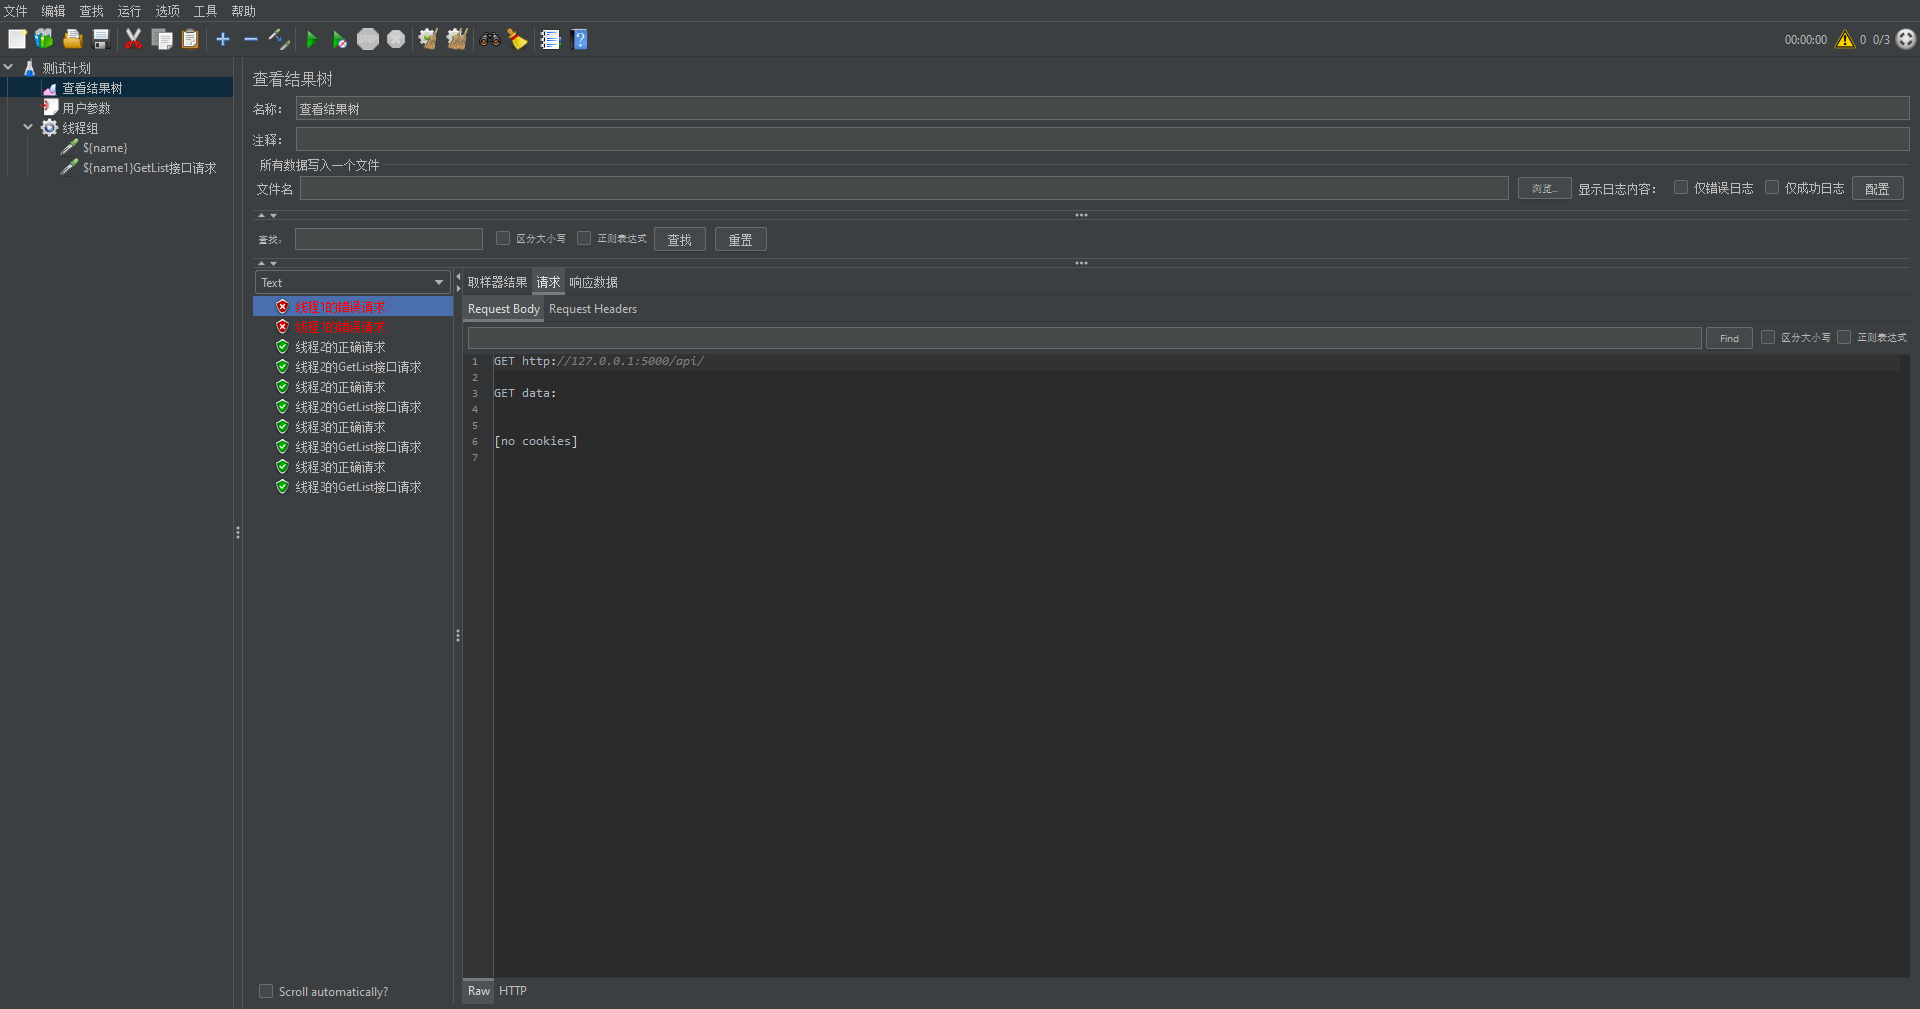 文件 编辑 查找 运行 选项 工具 帮助
00:00:00 0 0/3
测试计划
查看结果树
用户参数
线程组
${name}
${name1}GetList接口请求
查看结果树
名称： 查看结果树
注释：
所有数据写入一个文件
文件名 浏览... 显示日志内容： 仅错误日志 仅成功日志 配置
查找： 区分大小写 正则表达式 查找 重置
Text
取样器结果 请求 响应数据
Request Body Request Headers
线程1的错误请求
线程1的错误请求
线程2的正确请求
线程2的GetList接口请求
线程2的正确请求
线程2的GetList接口请求
线程3的正确请求
线程3的GetList接口请求
线程3的正确请求
线程3的GetList接口请求
Find 区分大小写 正则表达式
1 GET http://127.0.0.1:5000/api/
2
3 GET data:
4
5
6 [no cookies]
7
Scroll automatically?
Raw HTTP